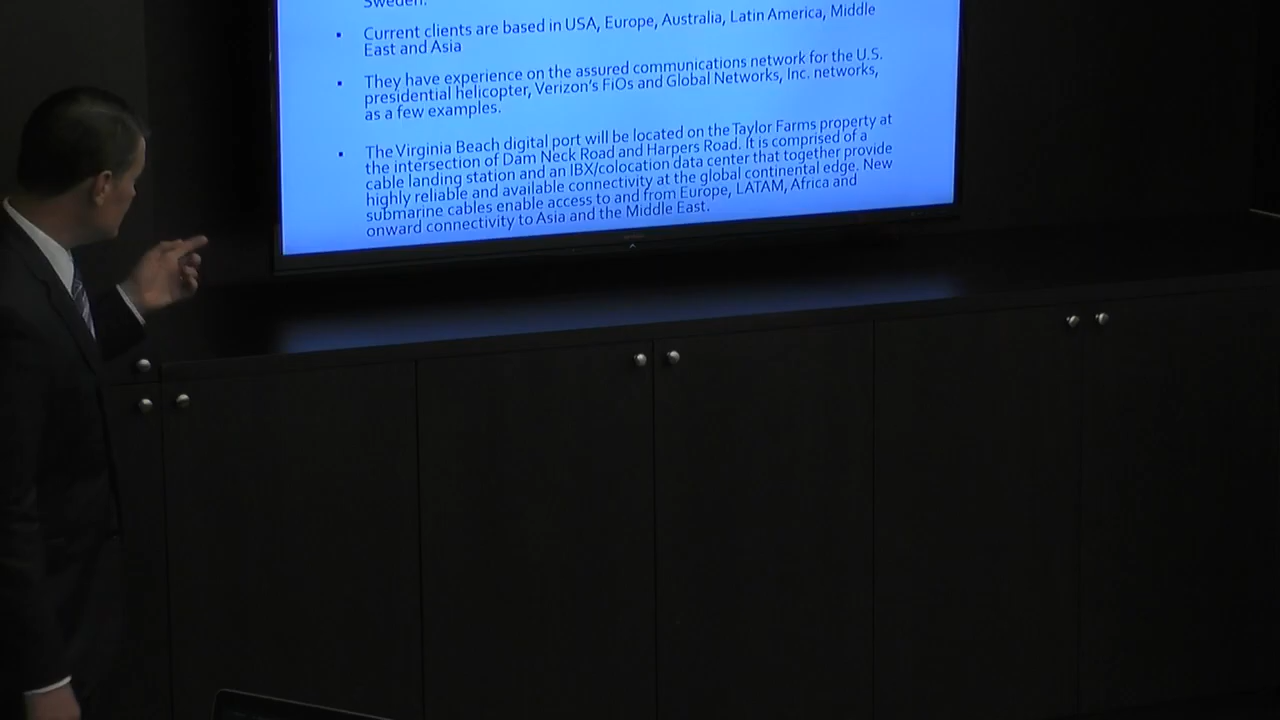 Sweden.
▪ Current clients are based in USA, Europe, Australia, Latin America, Middle
East and Asia
▪ They have experience on the assured communications network for the U.S.
presidential helicopter, Verizon's FiOs and Global Networks, Inc. networks,
as a few examples.
▪ The Virginia Beach digital port will be located on the Taylor Farms property at
the intersection of Dam Neck Road and Harpers Road. It is comprised of a
cable landing station and an IBX/colocation data center that together provide
highly reliable and available connectivity at the global continental edge. New
submarine cables enable access to and from Europe, LATAM, Africa and
onward connectivity to Asia and the Middle East.